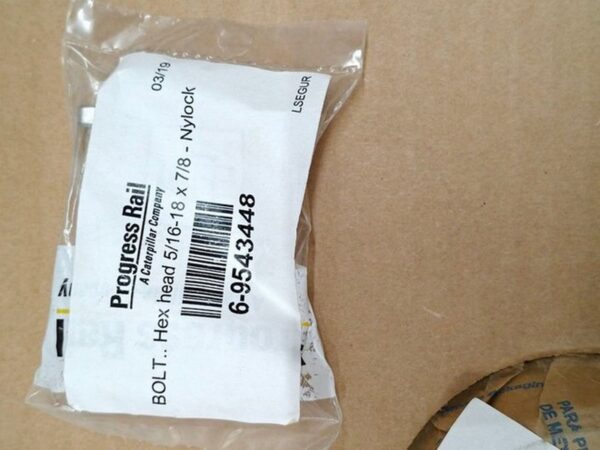 03/19
LSEGUR
Progress Rail
A Caterpillar Company
BOLT.. Hex head 5/16-18 x 7/8 - Nylock
6-9543448
PARA
DE